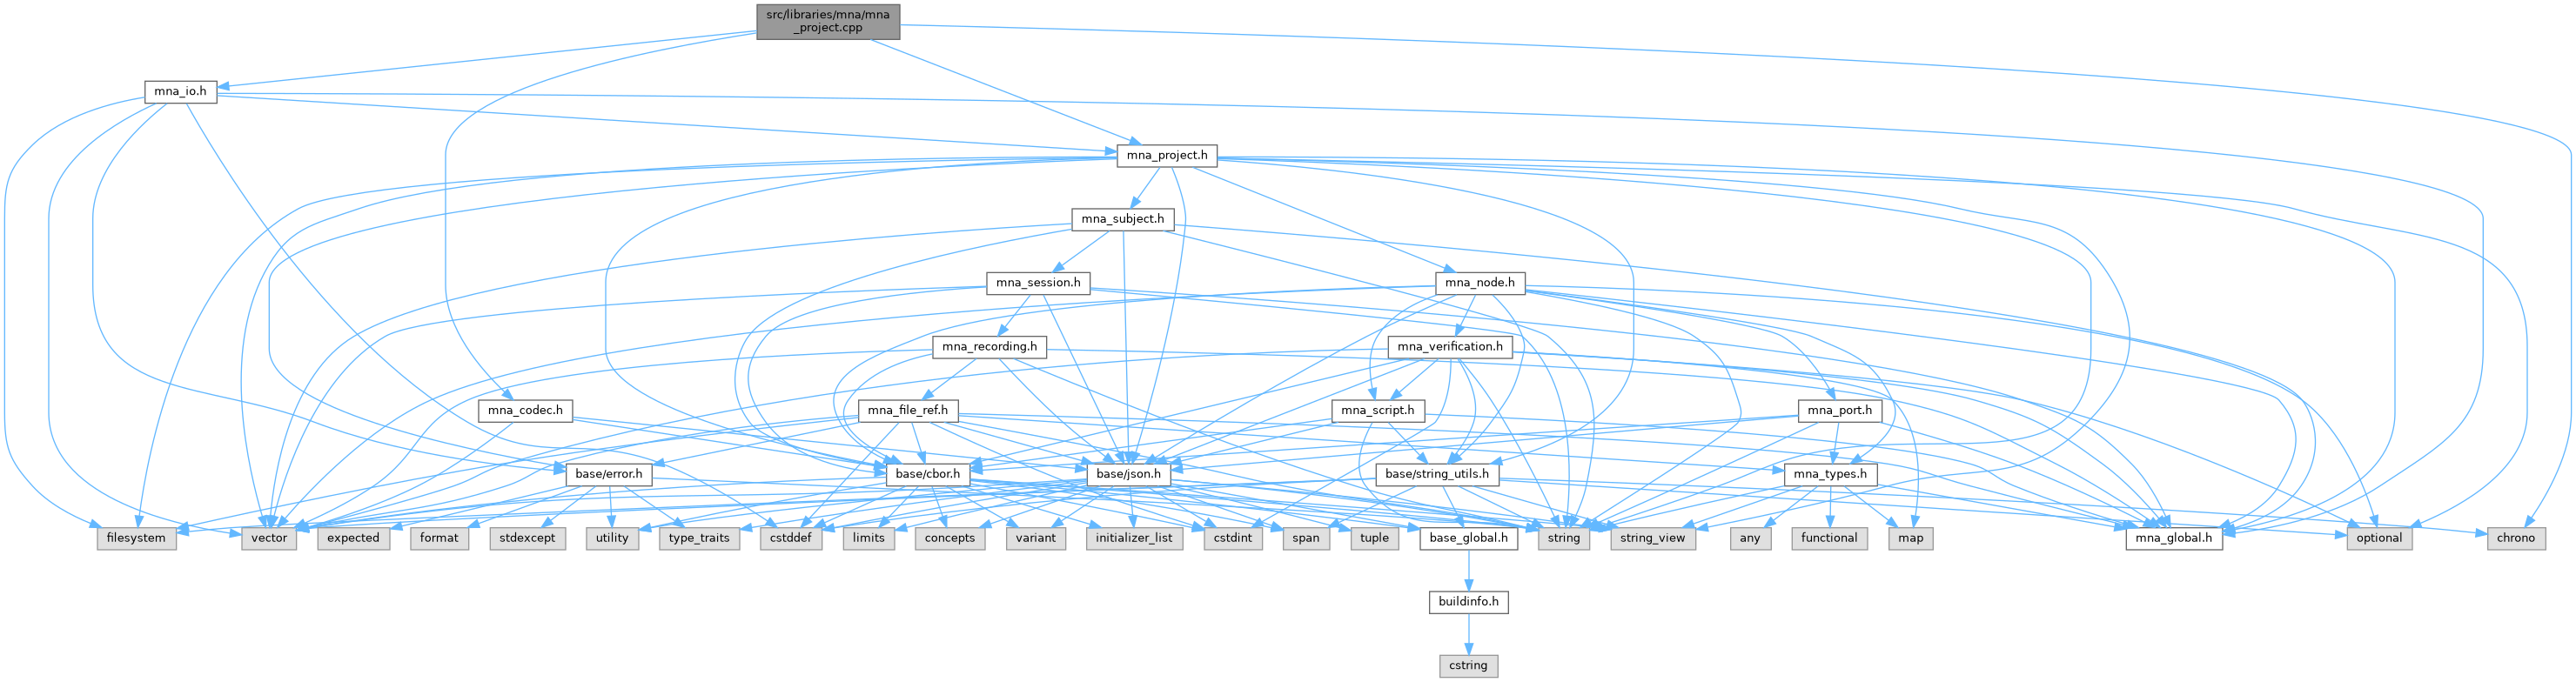 src/libraries/mna/mna
_project.cpp
mna_io.h
mna_project.h
mna_subject.h
mna_session.h
mna_node.h
mna_recording.h
mna_verification.h
mna_codec.h
mna_file_ref.h
mna_script.h
mna_port.h
base/error.h
base/cbor.h
base/json.h
base/string_utils.h
mna_types.h
filesystem
vector
expected
format
stdexcept
utility
type_traits
cstddef
limits
concepts
variant
initializer_list
cstdint
span
tuple
base_global.h
string
string_view
any
functional
map
mna_global.h
optional
chrono
buildinfo.h
cstring